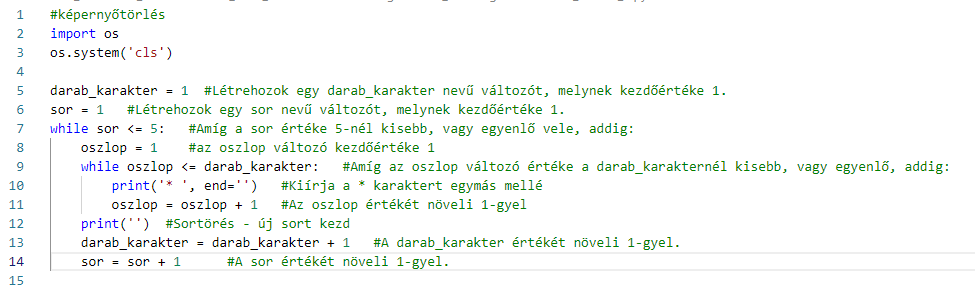 1 #képernyőtörlés
2 import os
3 os.system('cls')
4
5 darab_karakter = 1  #Létrehozok egy darab_karakter nevű változót, melynek kezdőértéke 1.
6 sor = 1   #Létrehozok egy sor nevű változót, melynek kezdőértéke 1.
7 while sor <= 5:   #Amíg a sor értéke 5-nél kisebb, vagy egyenlő vele, addig:
8     oszlop = 1    #az oszlop változó kezdőértéke 1
9     while oszlop <= darab_karakter:   #Amíg az oszlop változó értéke a darab_karakternél kisebb, vagy egyenlő, addig:
10         print('* ', end='')   #Kiírja a * karaktert egymás mellé
11         oszlop = oszlop + 1   #Az oszlop értékét növeli 1-gyel
12     print('')  #Sortörés - új sort kezd
13     darab_karakter = darab_karakter + 1   #A darab_karakter értékét növeli 1-gyel.
14     sor = sor + 1      #A sor értékét növeli 1-gyel.
15